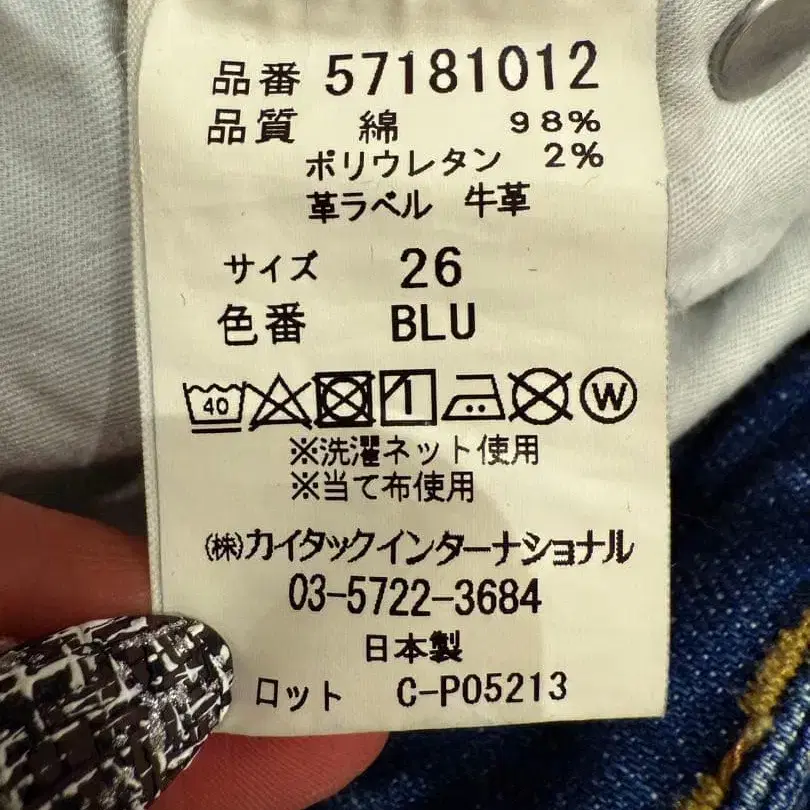 品番 57181012
品質 綿 98%
ポリウレタン 2%
革ラベル 牛革
サイズ 26
色番 BLU
40 W
※洗濯ネット使用
※当て布使用
㈱カイタックインターナショナル
03-5722-3684
日本製
ロット C-P05213